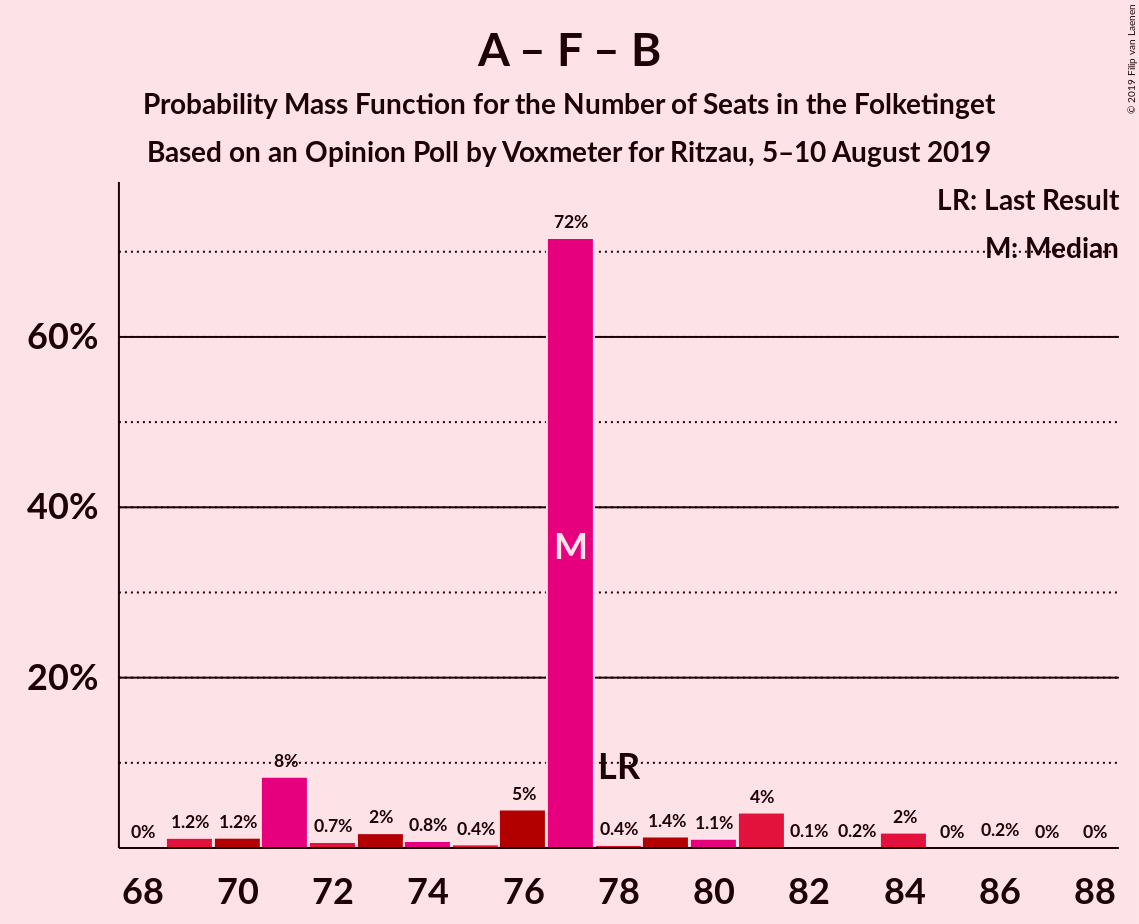 A – F – B
Probability Mass Function for the Number of Seats in the Folketinget
Based on an Opinion Poll by Voxmeter for Ritzau, 5–10 August 2019
© 2019 Filip van Laenen
LR: Last Result
M: Median
60%
40%
20%
0% 1.2% 1.2% 8% 0.7% 2% 0.8% 0.4% 5% 72% 0.4% 1.4% 1.1% 4% 0.1% 0.2% 2% 0% 0.2% 0% 0%
M
LR
68 70 72 74 76 78 80 82 84 86 88